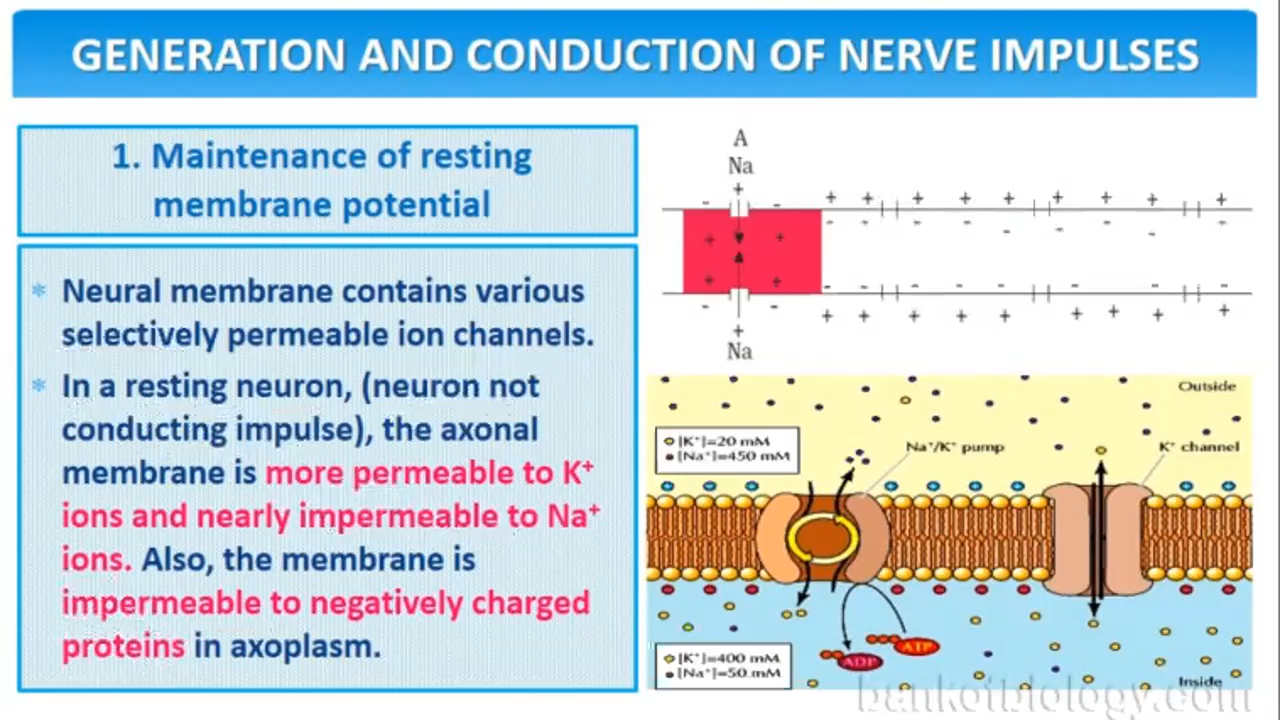 GENERATION AND CONDUCTION OF NERVE IMPULSES
1. Maintenance of resting
membrane potential
Neural membrane contains various
selectively permeable ion channels.
In a resting neuron, (neuron not
conducting impulse), the axonal
membrane is more permeable to K⁺
ions and nearly impermeable to Na⁺
ions. Also, the membrane is
impermeable to negatively charged
proteins in axoplasm.
A
Na
Na
Outside
[K⁺]=20 mM
[Na⁺]=450 mM
Na⁺/K⁺ pump
K⁺ channel
ADP
ATP
[K⁺]=400 mM
[Na⁺]=50 mM
Inside
bankofbiology.com